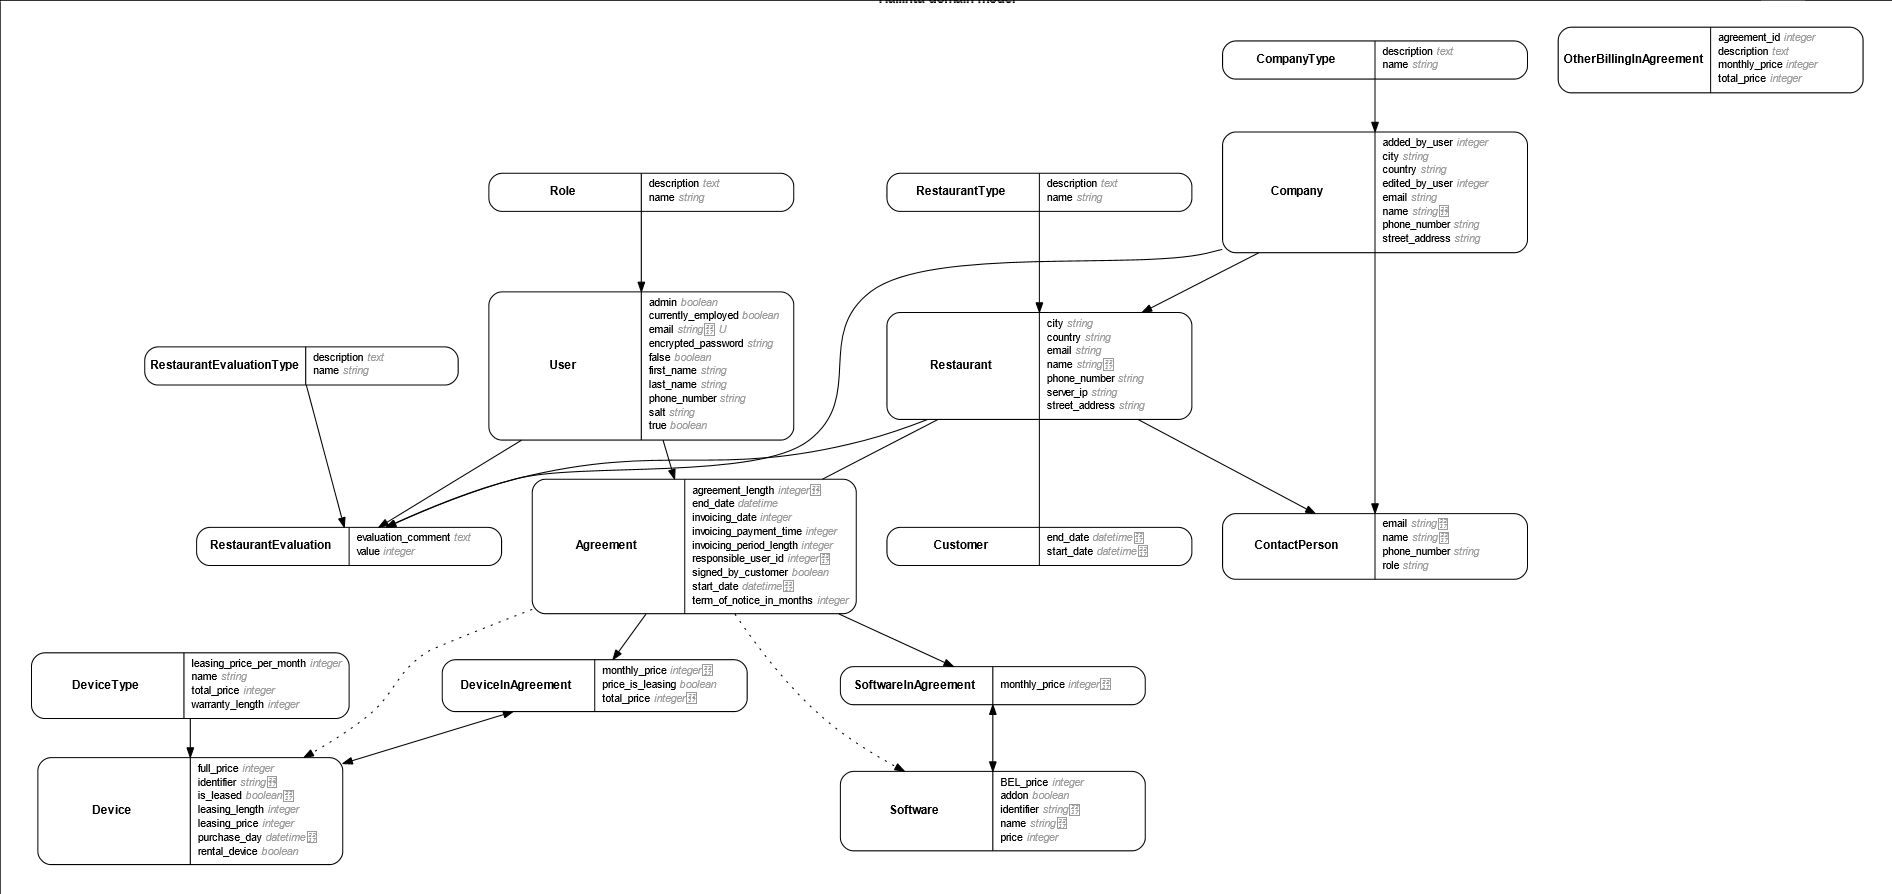 CompanyType
description text
name string
OtherBillingInAgreement
agreement_id integer
description text
monthly_price integer
total_price integer
Company
added_by_user integer
city string
country string
edited_by_user integer
email string
name string
phone_number string
street_address string
Role
description text
name string
RestaurantType
description text
name string
User
admin boolean
currently_employed boolean
email string U
encrypted_password string
false boolean
first_name string
last_name string
phone_number string
salt string
true boolean
Restaurant
city string
country string
email string
name string
phone_number string
server_ip string
street_address string
RestaurantEvaluationType
description text
name string
RestaurantEvaluation
evaluation_comment text
value integer
Agreement
agreement_length integer
end_date datetime
invoicing_date integer
invoicing_payment_time integer
invoicing_period_length integer
responsible_user_id integer
signed_by_customer boolean
start_date datetime
term_of_notice_in_months integer
Customer
end_date datetime
start_date datetime
ContactPerson
email string
name string
phone_number string
role string
DeviceType
leasing_price_per_month integer
name string
total_price integer
warranty_length integer
DeviceInAgreement
monthly_price integer
price_is_leasing boolean
total_price integer
SoftwareInAgreement
monthly_price integer
Device
full_price integer
identifier string
is_leased boolean
leasing_length integer
leasing_price integer
purchase_day datetime
rental_device boolean
Software
BEL_price integer
addon boolean
identifier string
name string
price integer